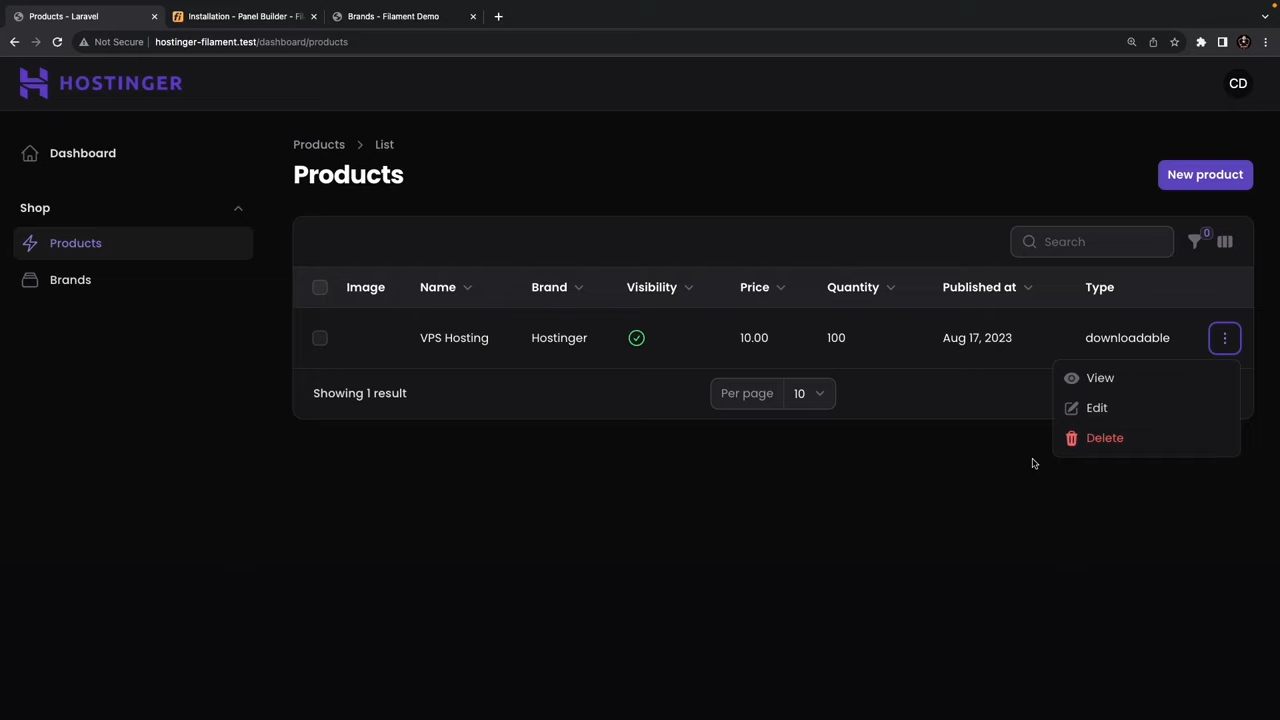 Products - Laravel
Installation - Panel Builder - Fil
Brands - Filament Demo
Not Secure
hostinger-filament.test/dashboard/products
HOSTINGER
CD
Dashboard
Shop
Products
Brands
Products
List
Products
New product
Search
0
Image Name Brand Visibility Price Quantity Published at Type
VPS Hosting Hostinger 10.00 100 Aug 17, 2023 downloadable
Showing 1 result
Per page
10
View
Edit
Delete